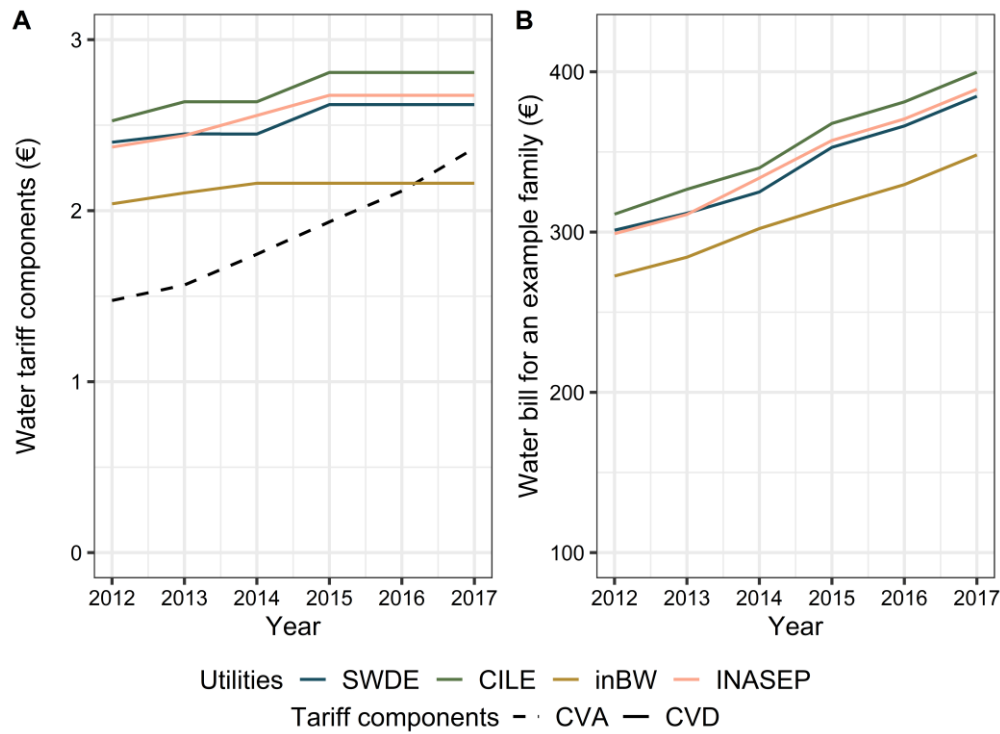 A
Water tariff components (€)
3
2
1
0
2012 2013 2014 2015 2016 2017
Year
B
Water bill for an example family (€)
400
300
200
100
2012 2013 2014 2015 2016 2017
Year
Utilities SWDE CILE inBW INASEP
Tariff components CVA CVD